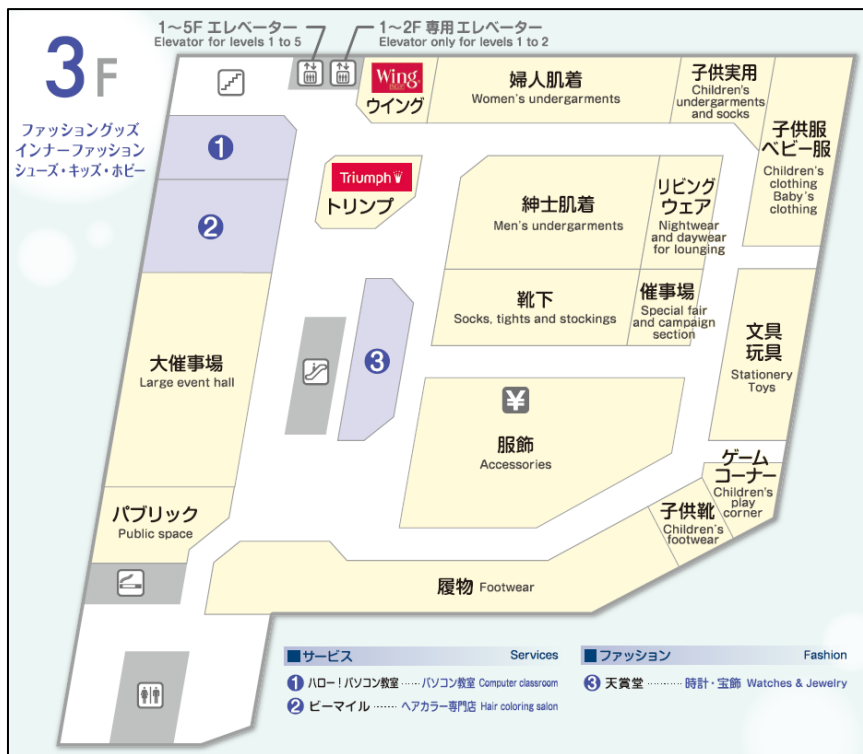 3F
ファッショングッズ
インナーファッション
シューズ・キッズ・ホビー
1〜5F エレベーター
Elevator for levels 1 to 5
1〜2F 専用エレベーター
Elevator only for levels 1 to 2
Wing
ウイング
婦人肌着
Women's undergarments
子供実用
Children's
undergarments
and socks
子供服
ベビー服
Children's
clothing
Baby's
clothing
1
2
Triumph
トリンプ
紳士肌着
Men's undergarments
リビング
ウェア
Nightwear
and daywear
for lounging
靴下
Socks, tights and stockings
催事場
Special fair
and campaign
section
文具
玩具
Stationery
Toys
大催事場
Large event hall
3
¥
服飾
Accessories
ゲーム
コーナー
Children's
play
corner
子供靴
Children's
footwear
パブリック
Public space
履物 Footwear
サービス Services
1 ハロー!パソコン教室……パソコン教室 Computer classroom
2 ビーマイル……ヘアカラー専門店 Hair coloring salon
ファッション Fashion
3 天賞堂………時計・宝飾 Watches & Jewelry